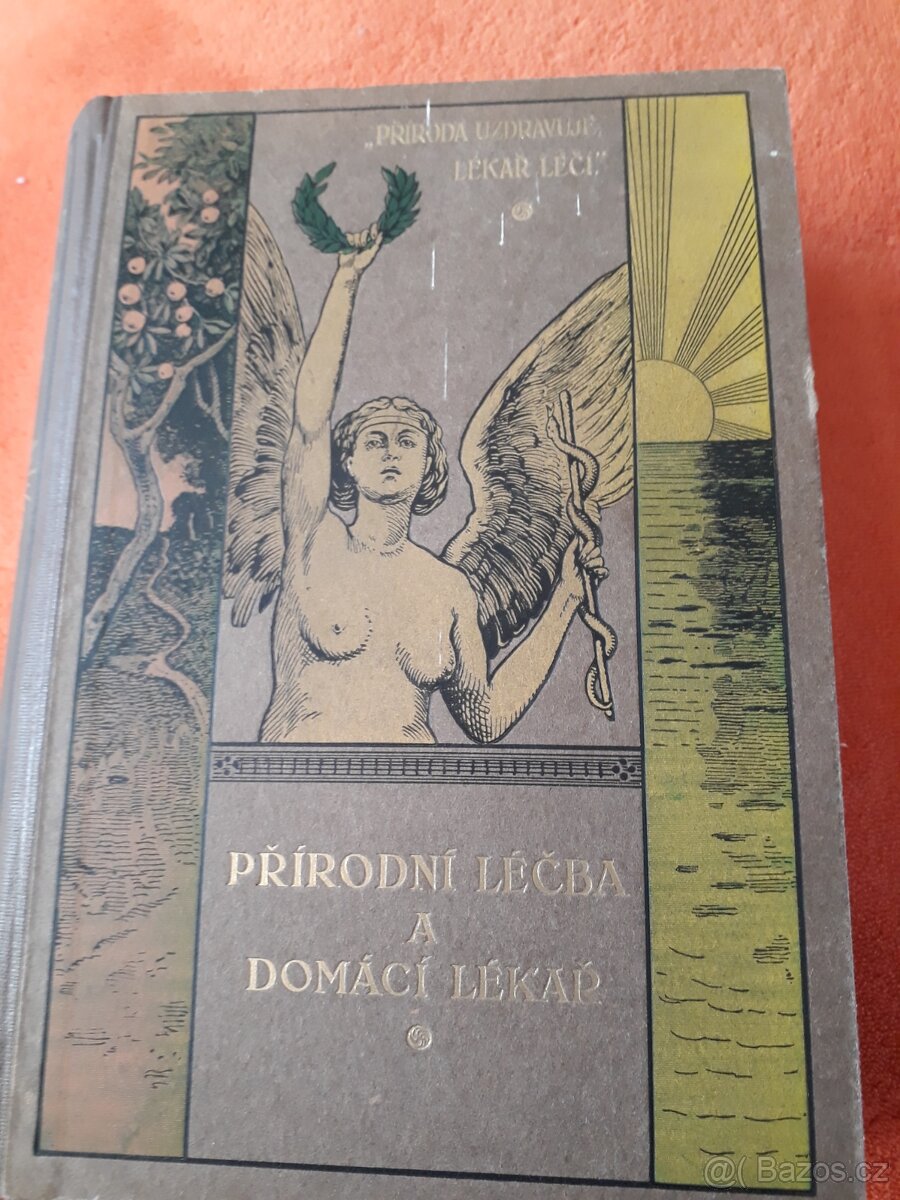 „PŘÍRODA UZDRAVUJE,
LÉKAŘ LÉČÍ."
PŘÍRODNÍ LÉČBA
A
DOMÁCÍ LÉKAŘ
@( Bazos.cz